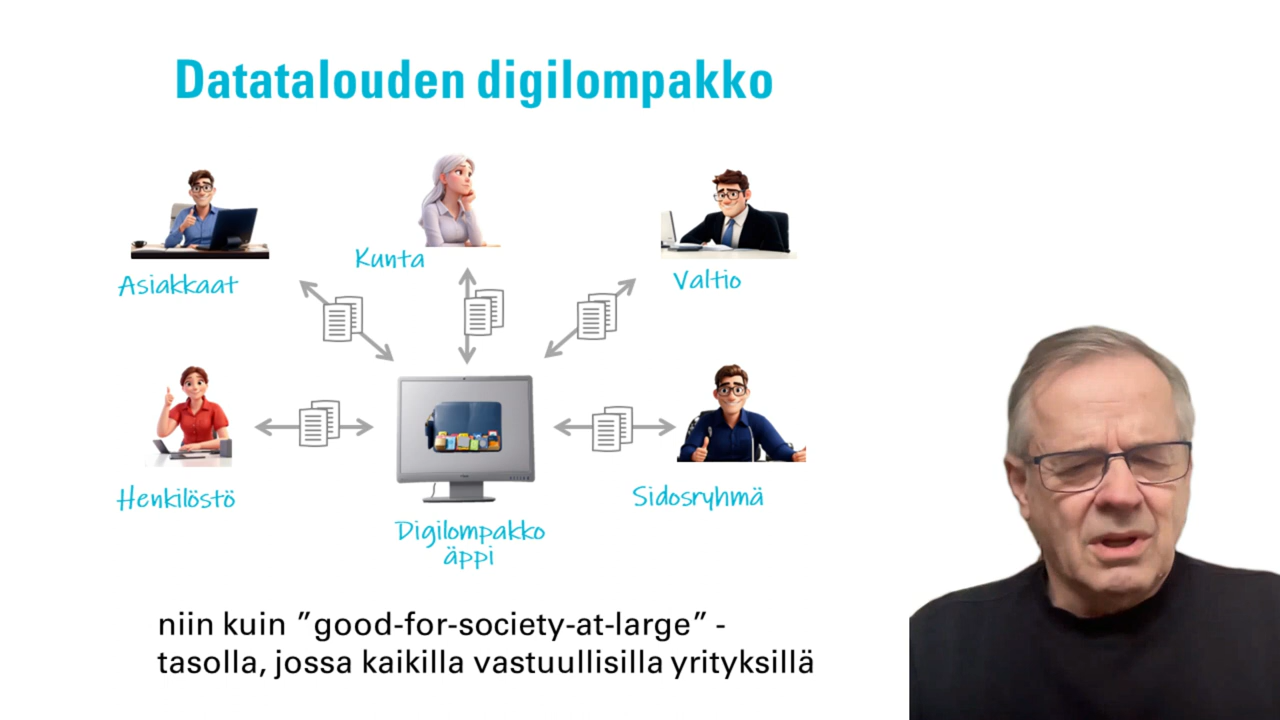 Datatalouden digilompakko
Kunta
Asiakkaat
Valtio
Henkilöstö
Sidosryhmä
Digilompakko
äppi
niin kuin ”good-for-society-at-large” -
tasolla, jossa kaikilla vastuullisilla yrityksillä